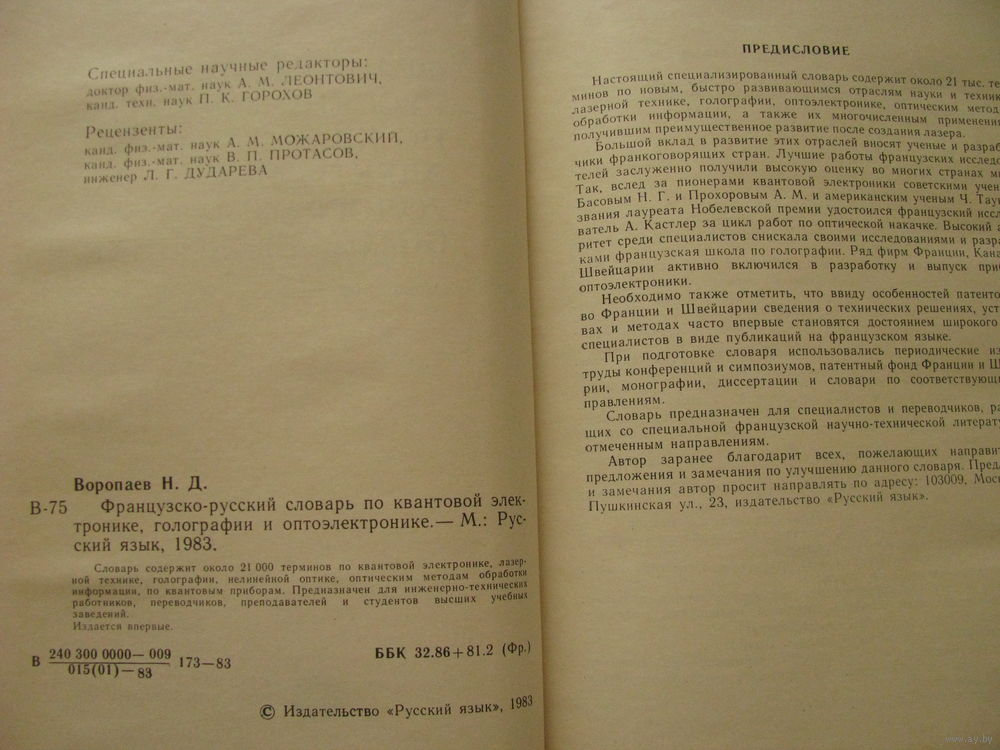 Специальные научные редакторы:
доктор физ.-мат. наук А. М. ЛЕОНТОВИЧ,
канд. техн. наук П. К. ГОРОХОВ
Рецензенты:
канд. физ.-мат. наук А. М. МОЖАРОВСКИЙ,
канд. физ.-мат. наук В. П. ПРОТАСОВ,
инженер Л. Г. ДУДАРЕВА
Воропаев Н. Д.
В-75 Французско-русский словарь по квантовой элек-
тронике, голографии и оптоэлектронике.— М.: Рус-
ский язык, 1983.
Словарь содержит около 21 000 терминов по квантовой электронике, лазер-
ной технике, голографии, нелинейной оптике, оптическим методам обработки
информации, по квантовым приборам. Предназначен для инженерно-технических
работников, переводчиков, преподавателей и студентов высших учебных
заведений.
Издается впервые.
В 240 300 0000— 009
015(01) — 83
173—83
ББК 32.86+81.2 (Фр.)
© Издательство «Русский язык», 1983
ПРЕДИСЛОВИЕ
Настоящий специализированный словарь содержит около 21 тыс. те
минов по новым, быстро развивающимся отраслям науки и техник
лазерной технике, голографии, оптоэлектронике, оптическим метод
обработки информации, а также их многочисленным применения
получившим преимущественное развитие после создания лазера.
Большой вклад в развитие этих отраслей вносят ученые и разраб
чики франкоговорящих стран. Лучшие работы французских исследо
телей заслуженно получили высокую оценку во многих странах ми
Так, вслед за пионерами квантовой электроники советскими учен
Басовым Н. Г. и Прохоровым А. М. и американским ученым Ч. Таун
звания лауреата Нобелевской премии удостоился французский иссл
ватель А. Кастлер за цикл работ по оптической накачке. Высокий а
ритет среди специалистов снискала своими исследованиями и разра
ками французская школа по голографии. Ряд фирм Франции, Кана
Швейцарии активно включился в разработку и выпуск при
оптоэлектроники.
Необходимо также отметить, что ввиду особенностей патенто
во Франции и Швейцарии сведения о технических решениях, уст
вах и методах часто впервые становятся достоянием широкого
специалистов в виде публикаций на французском языке.
При подготовке словаря использовались периодические из
труды конференций и симпозиумов, патентный фонд Франции и Ш
рии, монографии, диссертации и словари по соответствующи
правлениям.
Словарь предназначен для специалистов и переводчиков, ра
щих со специальной французской научно-технической литерату
отмеченным направлениям.
Автор заранее благодарит всех, пожелающих направит
предложения и замечания по улучшению данного словаря. Пред
и замечания автор просит направлять по адресу: 103009, Мос
Пушкинская ул., 23, издательство «Русский язык».
www.ay.by